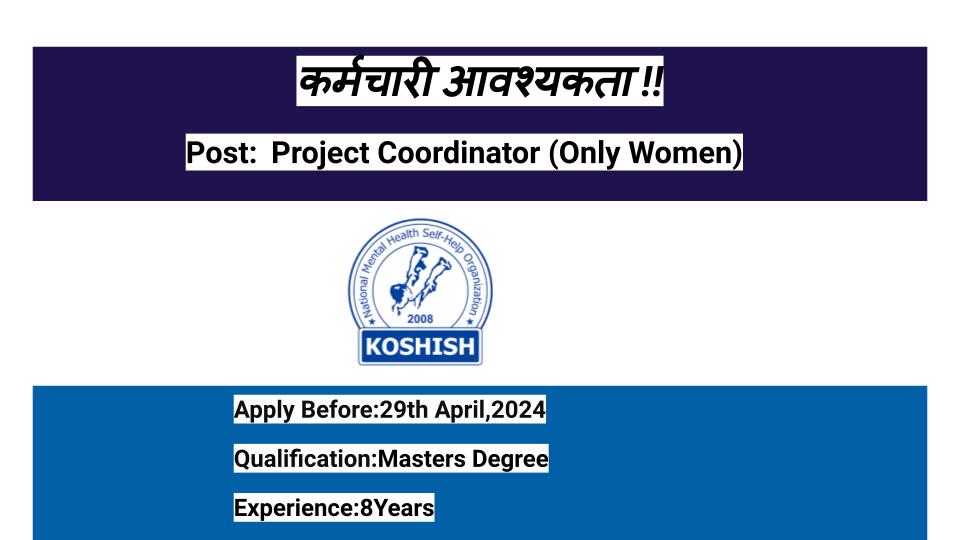 कर्मचारी आवश्यकता !!
Post: Project Coordinator (Only Women)
National Mental Health Self-Help Organization
2008
KOSHISH
Apply Before:29th April,2024
Qualification:Masters Degree
Experience:8Years